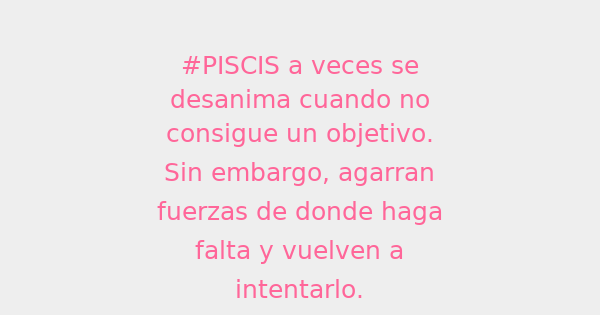 #PISCIS a veces se
desanima cuando no
consigue un objetivo.
Sin embargo, agarran
fuerzas de donde haga
falta y vuelven a
intentarlo.